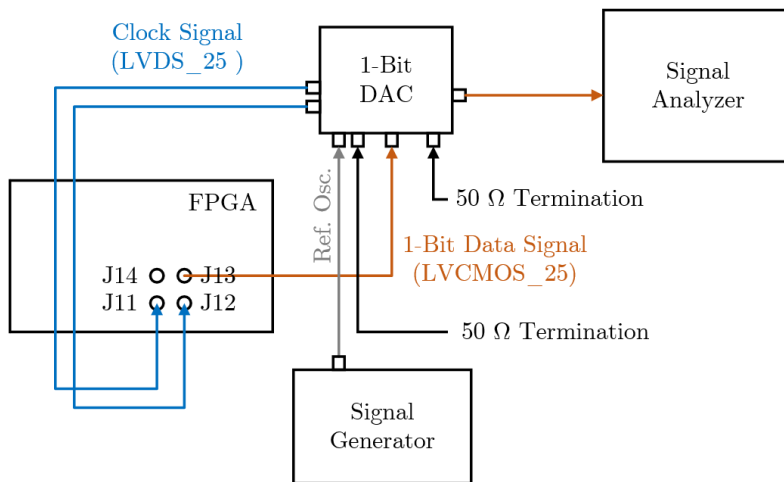 Clock Signal
(LVDS_25 )
1-Bit
DAC
Signal
Analyzer
FPGA
Ref. Osc.
50 Ω Termination
1-Bit Data Signal
(LVCMOS_25)
J14
J13
J11
J12
50 Ω Termination
Signal
Generator